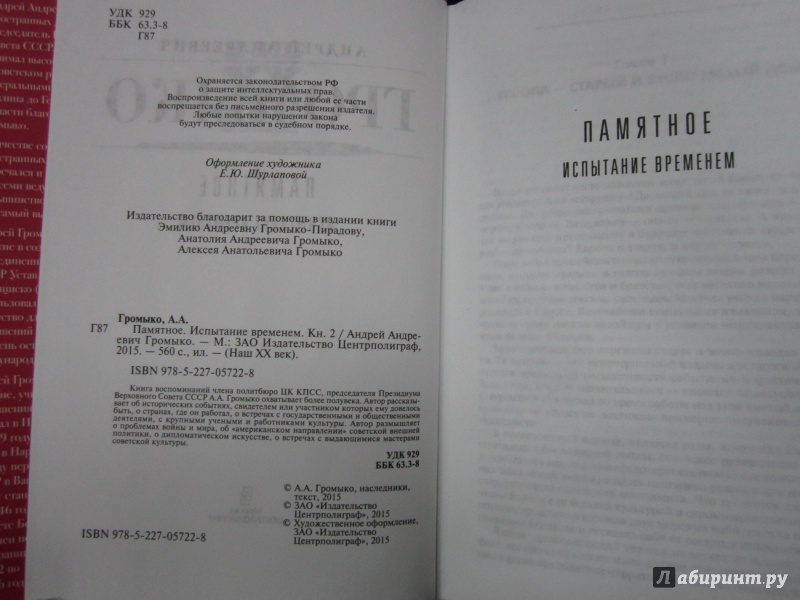 УДК 929
ББК 63.3-8
Г87
Охраняется законодательством РФ
о защите интеллектуальных прав.
Воспроизведение всей книги или любой ее части
воспрещается без письменного разрешения издателя.
Любые попытки нарушения закона
будут преследоваться в судебном порядке.
Оформление художника
Е.Ю. Шурлаповой
Издательство благодарит за помощь в издании книги
Эмилию Андреевну Громыко-Пирадову,
Анатолия Андреевича Громыко,
Алексея Анатольевича Громыко
Громыко, А.А.
Г87 Памятное. Испытание временем. Кн. 2 / Андрей Андре-
евич Громыко. — М.: ЗАО Издательство Центрполиграф,
2015. — 560 с., ил. — (Наш XX век).
ISBN 978-5-227-05722-8
Книга воспоминаний члена политбюро ЦК КПСС, председателя Президиума
Верховного Совета СССР А.А. Громыко охватывает более полувека. Автор рассказы-
вает об исторических событиях, свидетелем или участником которых ему довелось
быть, о странах, где он работал, о встречах с государственными и общественными
деятелями, с крупными учеными и работниками культуры. Автор размышляет
о проблемах войны и мира, об «американском направлении» советской внешней
политики, о дипломатическом искусстве, о встречах с выдающимися мастерами
советской культуры.
УДК 929
ББК 63.3-8
© А.А. Громыко, наследники,
текст, 2015
© ЗАО «Издательство
Центрполиграф», 2015
© Художественное оформление,
ЗАО «Издательство
Центрполиграф», 2015
ISBN 978-5-227-05722-8
ПАМЯТНОЕ
ИСПЫТАНИЕ ВРЕМЕНЕМ
Лабиринт.ру